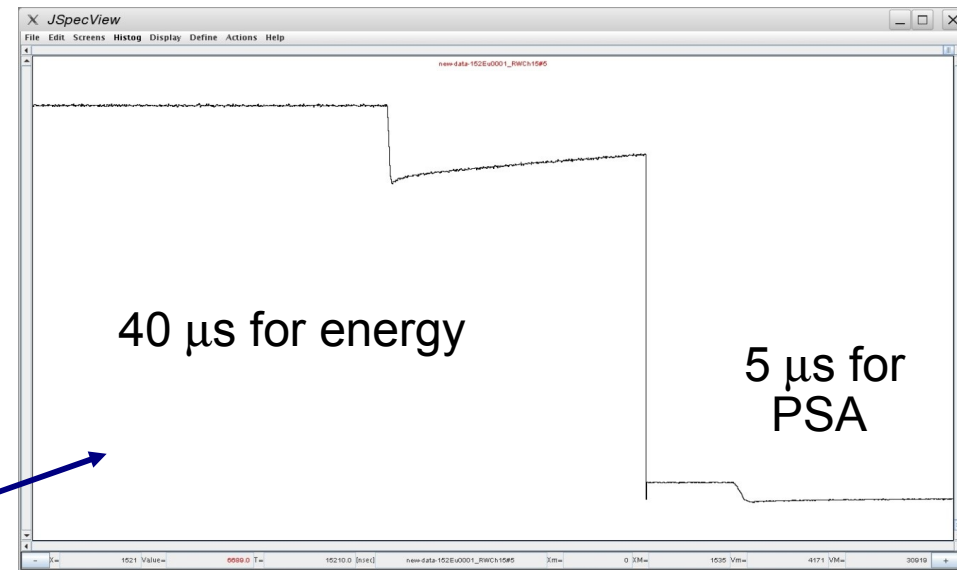 X JSpecView
File Edit Screens Histog Display Define Actions Help
new-data-152Eu0001_RWCh15#5
40 μs for energy
5 μs for
PSA
- X= 1521 Value= 6699.0 T= 15210.0 [nsec] new-data-152Eu0001_RWCh15#5 Xm= 0 XM= 1535 Vm= 4171 VM= 30919 +